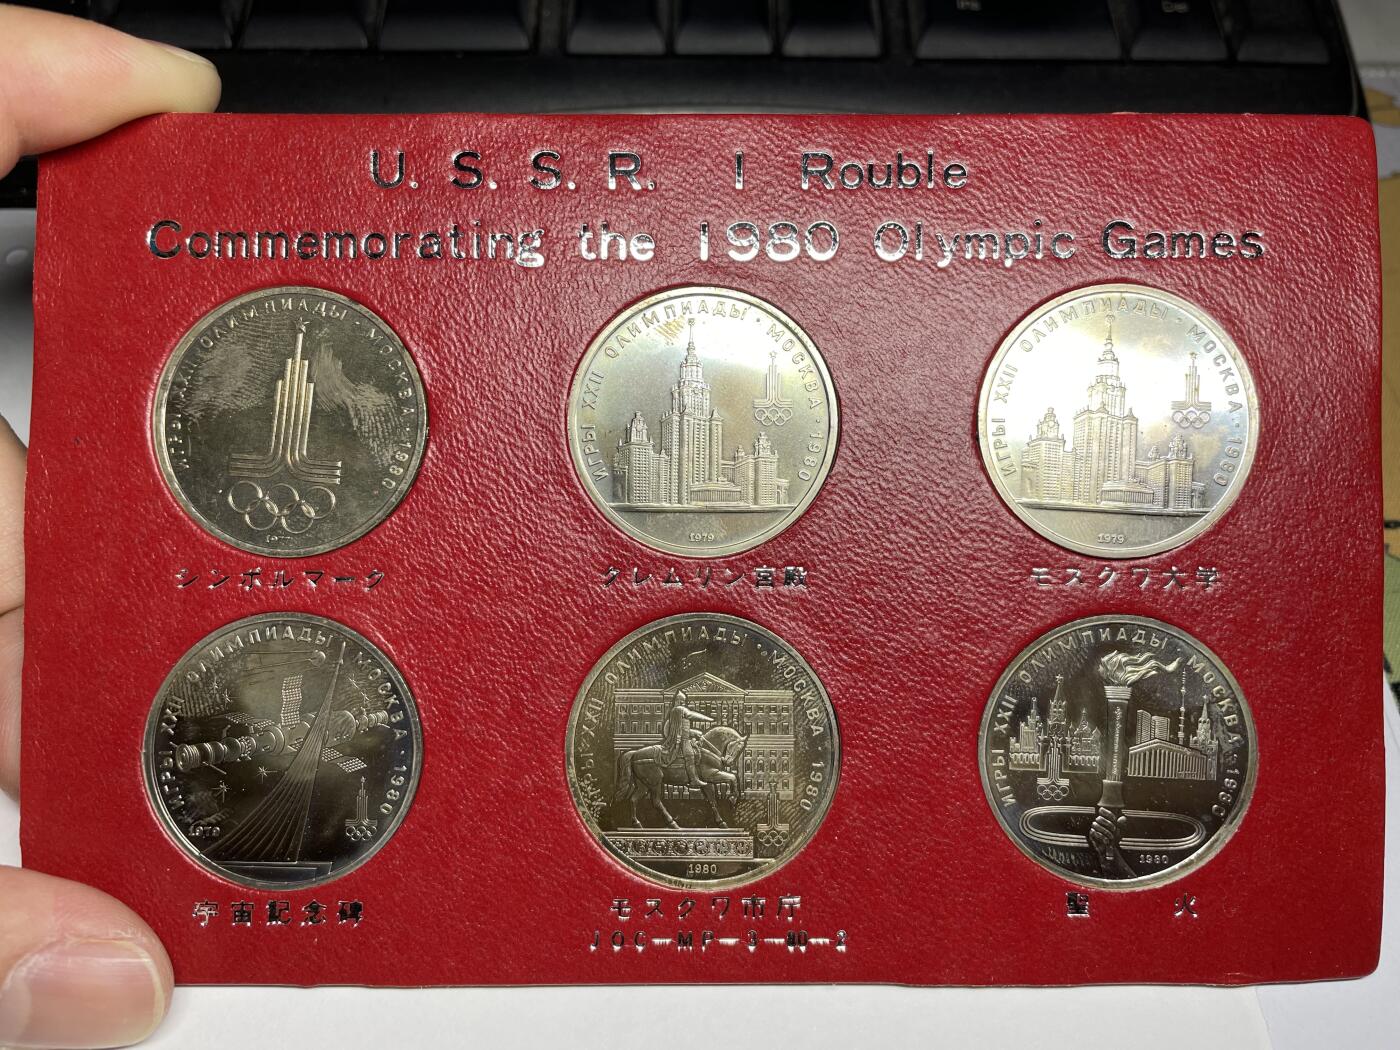 U. S. S. R. 1 Rouble
Commemorating the 1980 Olympic Games
ИГРЫ XXII ОЛИМПИАДЫ · МОСКВА · 1980
1977
シンボルマーク
ИГРЫ XXII ОЛИМПИАДЫ · МОСКВА · 1980
1979
クレムリン宮殿
ИГРЫ XXII ОЛИМПИАДЫ · МОСКВА · 1980
1979
モスクワ大学
ИГРЫ XXII ОЛИМПИАДЫ · МОСКВА · 1980
1979
宇宙記念碑
ИГРЫ XXII ОЛИМПИАДЫ · МОСКВА · 1980
1980
モスクワ市庁
JOC-MP-3-80-2
ИГРЫ XXII ОЛИМПИАДЫ · МОСКВА · 1980
1980
聖火